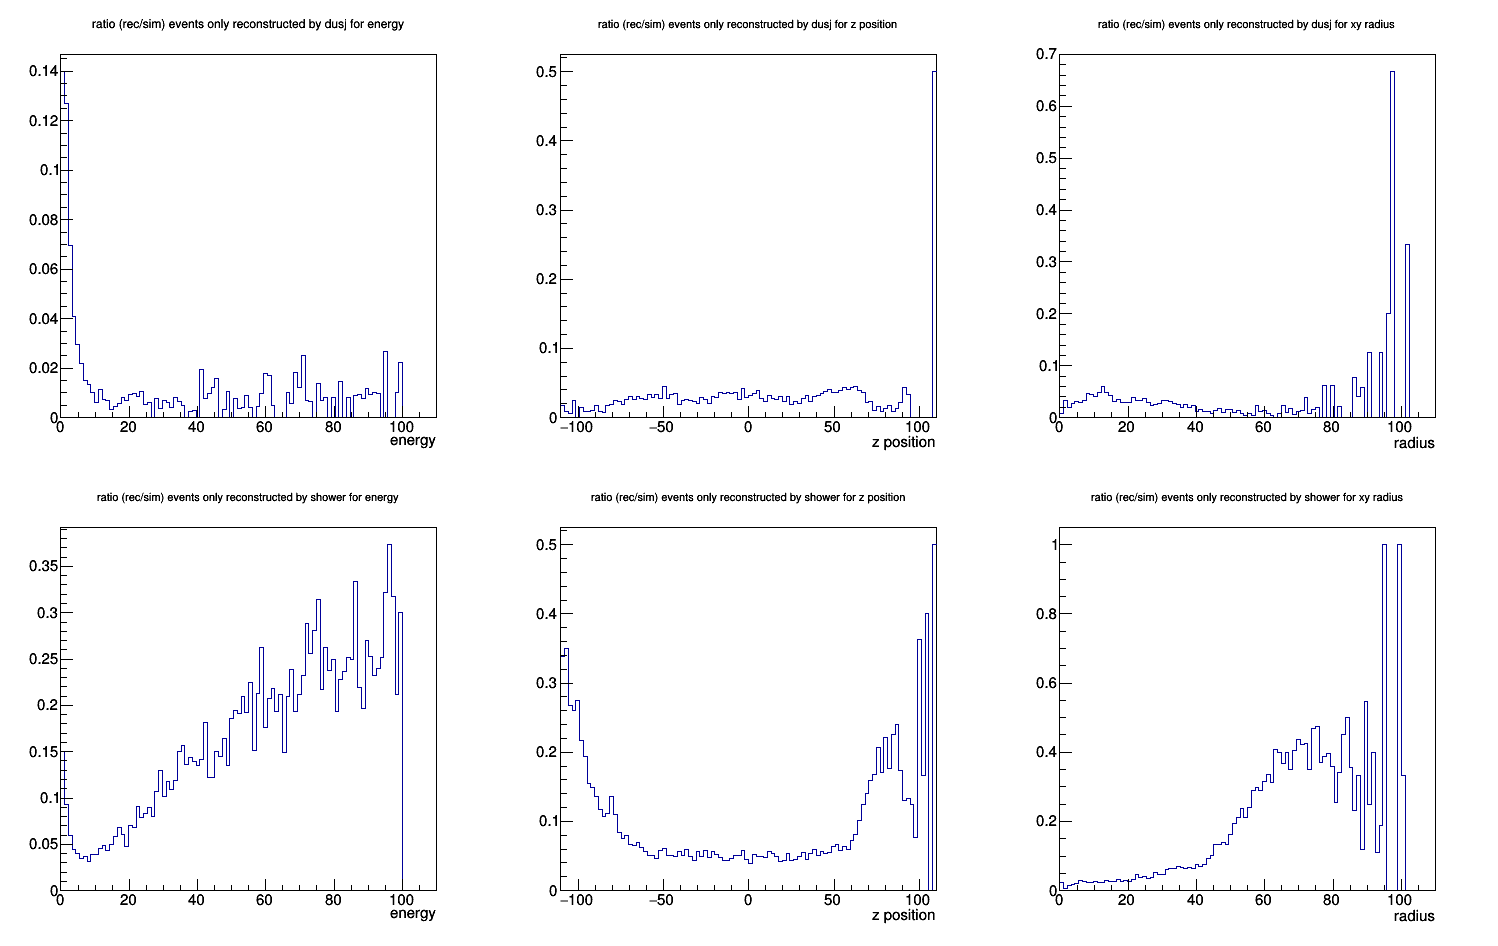 ratio (rec/sim) events only reconstructed by dusj for energy
0.14
0.12
0.1
0.08
0.06
0.04
0.02
0
0 20 40 60 80 100
energy
ratio (rec/sim) events only reconstructed by dusj for z position
0.5
0.4
0.3
0.2
0.1
0
−100 −50 0 50 100
z position
ratio (rec/sim) events only reconstructed by dusj for xy radius
0.7
0.6
0.5
0.4
0.3
0.2
0.1
0
0 20 40 60 80 100
radius
ratio (rec/sim) events only reconstructed by shower for energy
0.35
0.3
0.25
0.2
0.15
0.1
0.05
0
0 20 40 60 80 100
energy
ratio (rec/sim) events only reconstructed by shower for z position
0.5
0.4
0.3
0.2
0.1
0
−100 −50 0 50 100
z position
ratio (rec/sim) events only reconstructed by shower for xy radius
1
0.8
0.6
0.4
0.2
0
0 20 40 60 80 100
radius